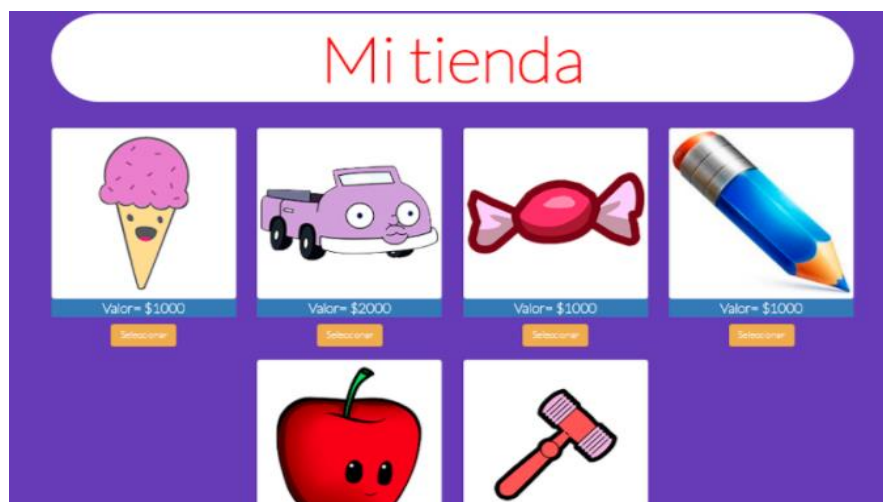 Mi tienda
Valor= $1000
Valor= $2000
Valor= $1000
Valor= $1000
Seleccionar
Seleccionar
Seleccionar
Seleccionar